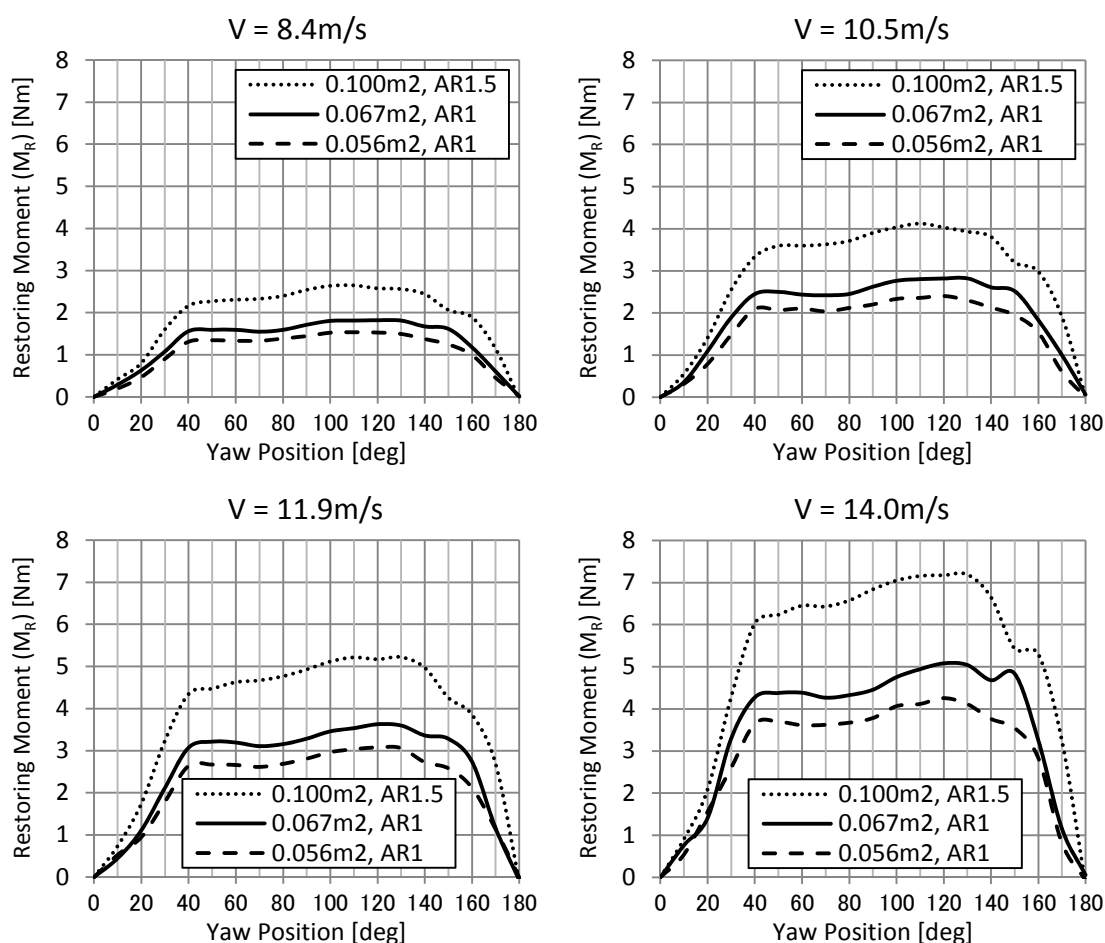 V = 8.4m/s
Restoring Moment (M_R) [Nm]
8
7
6
5
4
3
2
1
0
0.100m2, AR1.5
0.067m2, AR1
0.056m2, AR1
0 20 40 60 80 100 120 140 160 180
Yaw Position [deg]
V = 10.5m/s
Restoring Moment (M_R) [Nm]
8
7
6
5
4
3
2
1
0
0.100m2, AR1.5
0.067m2, AR1
0.056m2, AR1
0 20 40 60 80 100 120 140 160 180
Yaw Position [deg]
V = 11.9m/s
Restoring Moment (M_R) [Nm]
8
7
6
5
4
3
2
1
0
0.100m2, AR1.5
0.067m2, AR1
0.056m2, AR1
0 20 40 60 80 100 120 140 160 180
Yaw Position [deg]
V = 14.0m/s
Restoring Moment (M_R) [Nm]
8
7
6
5
4
3
2
1
0
0.100m2, AR1.5
0.067m2, AR1
0.056m2, AR1
0 20 40 60 80 100 120 140 160 180
Yaw Position [deg]